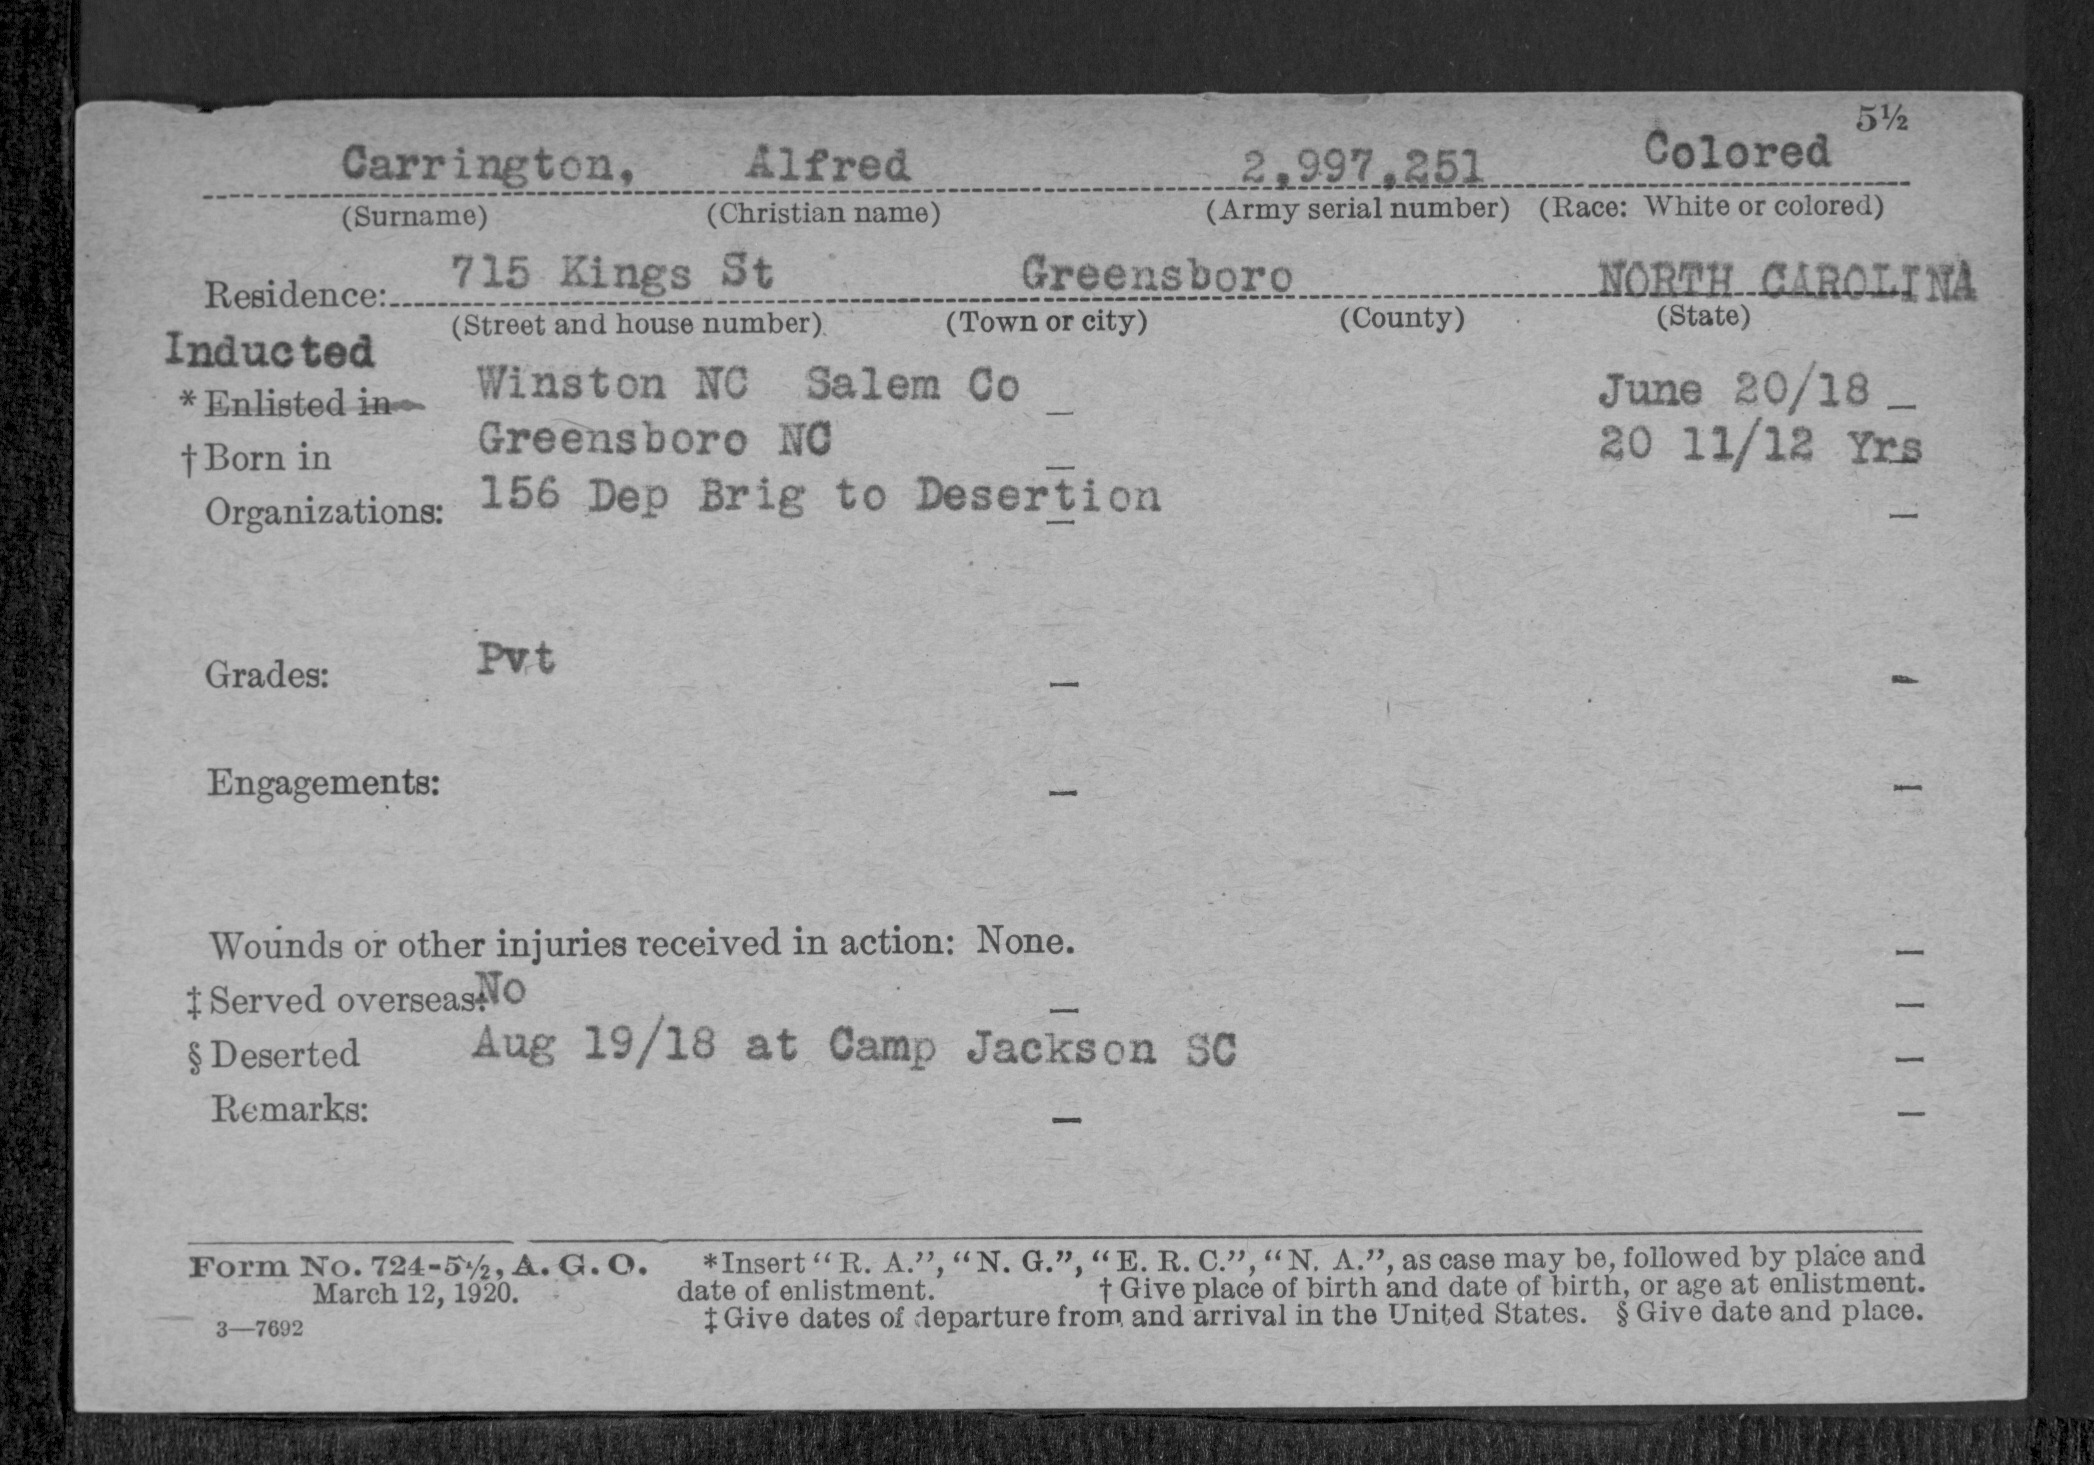 5½
Carrington, Alfred 2,997,251 Colored
(Surname) (Christian name) (Army serial number) (Race: White or colored)
Residence: 715 Kings St Greensboro NORTH CAROLINA
(Street and house number) (Town or city) (County) (State)
Inducted
* Enlisted in Winston NC Salem Co _ June 20/18 _
† Born in Greensboro NC _ 20 11/12 Yrs
Organizations: 156 Dep Brig to Desertion _
Grades: Pvt – –
Engagements: – –
Wounds or other injuries received in action: None. –
‡ Served overseas: No – –
§ Deserted Aug 19/18 at Camp Jackson SC –
Remarks: – –
Form No. 724-5½, A. G. O. *Insert "R. A.", "N. G.", "E. R. C.", "N. A.", as case may be, followed by place and
March 12, 1920. date of enlistment. † Give place of birth and date of birth, or age at enlistment.
3—7692 ‡ Give dates of departure from and arrival in the United States. § Give date and place.